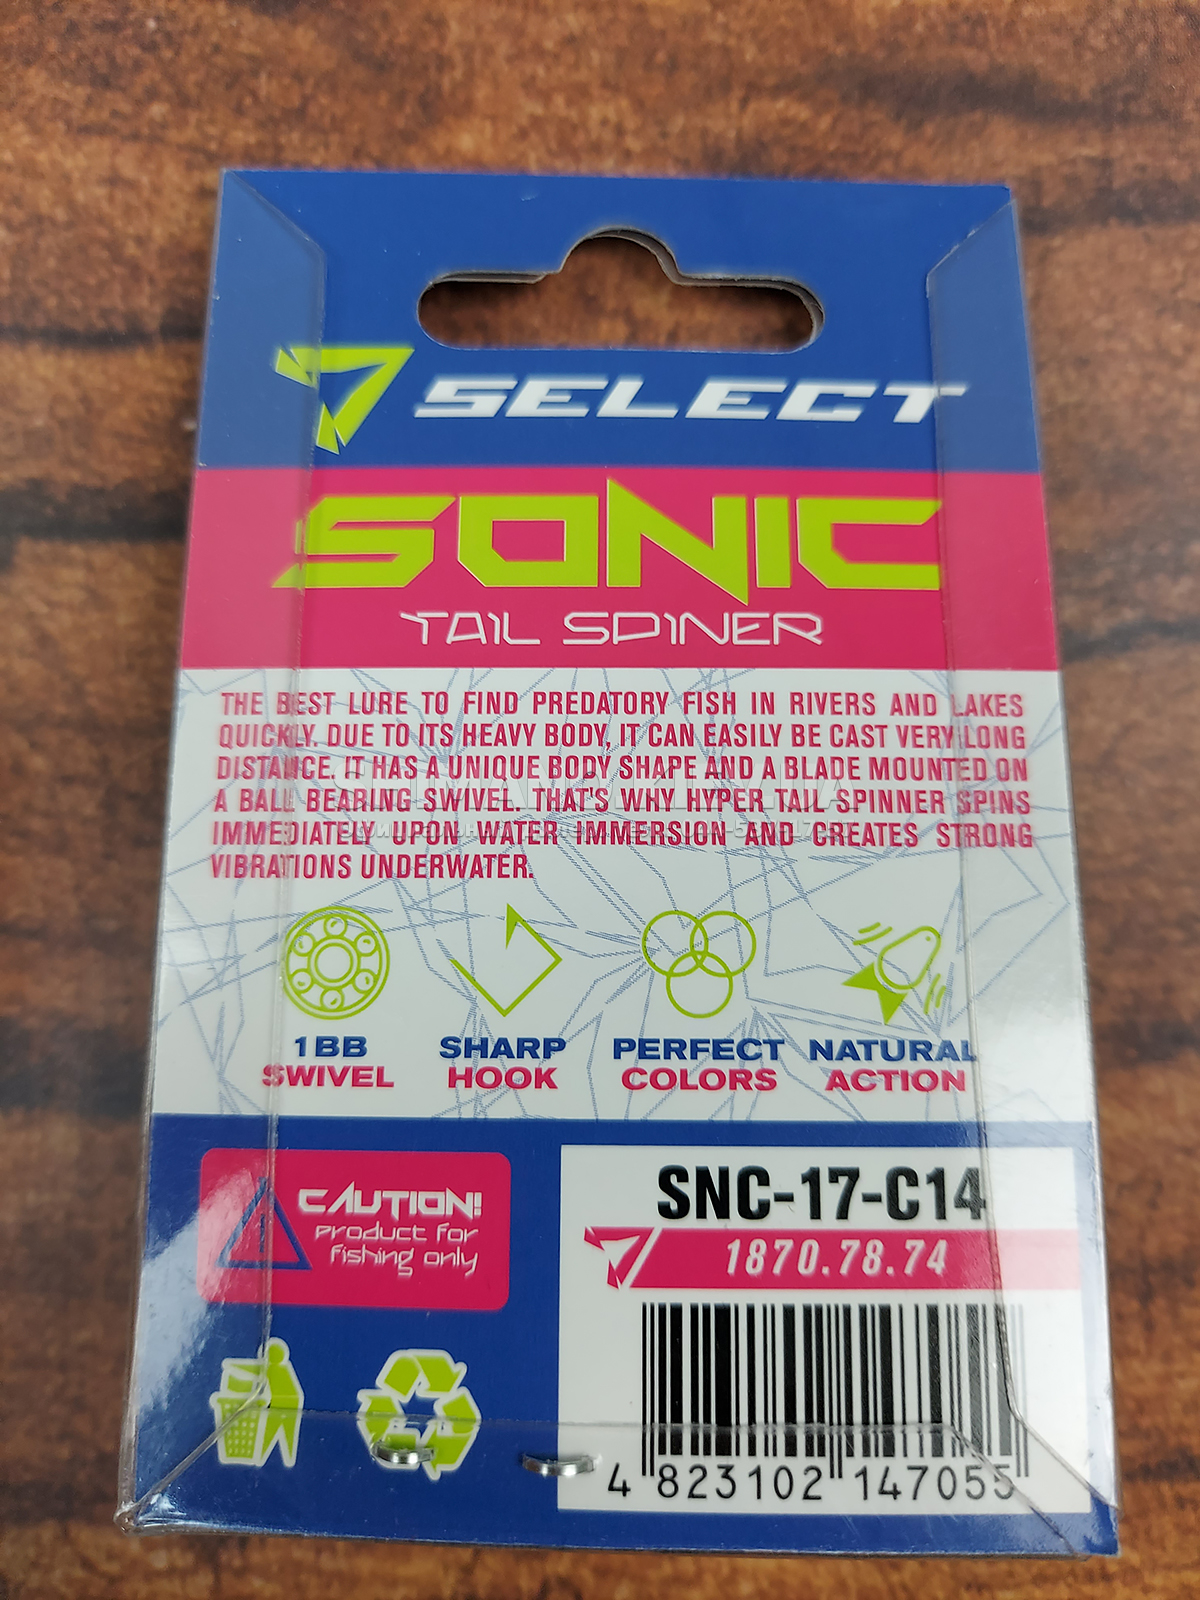 SELECT
SONIC
TAIL SPINER
THE BEST LURE TO FIND PREDATORY FISH IN RIVERS AND LAKES
QUICKLY. DUE TO ITS HEAVY BODY, IT CAN EASILY BE CAST VERY LONG
DISTANCE. IT HAS A UNIQUE BODY SHAPE AND A BLADE MOUNTED ON
A BALL BEARING SWIVEL. THAT'S WHY HYPER TAIL SPINNER SPINS
IMMEDIATELY UPON WATER IMMERSION AND CREATES STRONG
VIBRATIONS UNDERWATER.
1BB SHARP PERFECT NATURAL
SWIVEL HOOK COLORS ACTION
CAUTION!
product for
fishing only
SNC-17-C14
1870.78.74
4 823102 147055